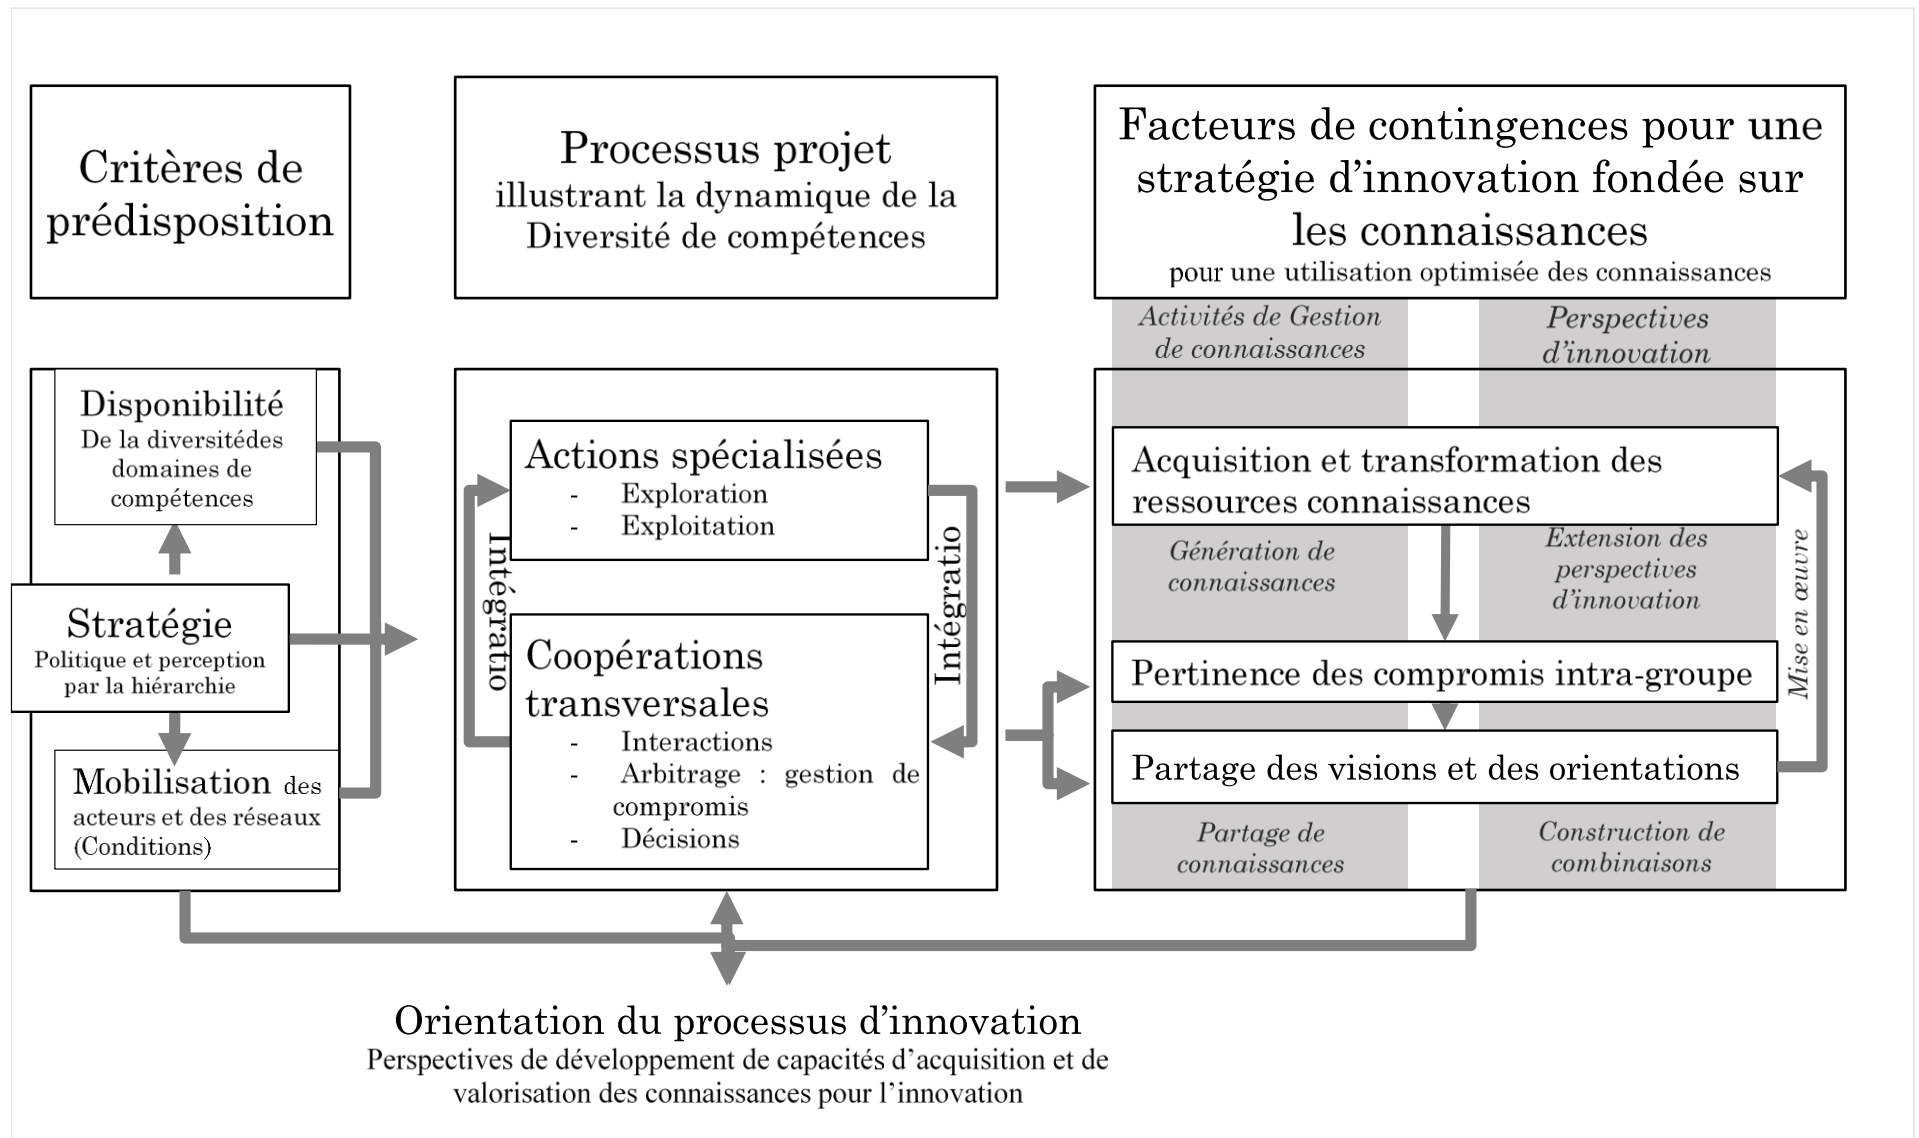 Critères de
prédisposition
Processus projet
illustrant la dynamique de la
Diversité de compétences
Facteurs de contingences pour une
stratégie d’innovation fondée sur
les connaissances
pour une utilisation optimisée des connaissances
Activités de Gestion
de connaissances
Perspectives
d’innovation
Disponibilité
De la diversitédes
domaines de
compétences
Stratégie
Politique et perception
par la hiérarchie
Mobilisation des
acteurs et des réseaux
(Conditions)
Intégratio
Actions spécialisées
- Exploration
- Exploitation
Intégratio
Coopérations
transversales
- Interactions
- Arbitrage : gestion de
compromis
- Décisions
Acquisition et transformation des
ressources connaissances
Génération de
connaissances
Extension des
perspectives
d’innovation
Mise en œuvre
Pertinence des compromis intra-groupe
Partage des visions et des orientations
Partage de
connaissances
Construction de
combinaisons
Orientation du processus d’innovation
Perspectives de développement de capacités d’acquisition et de
valorisation des connaissances pour l’innovation